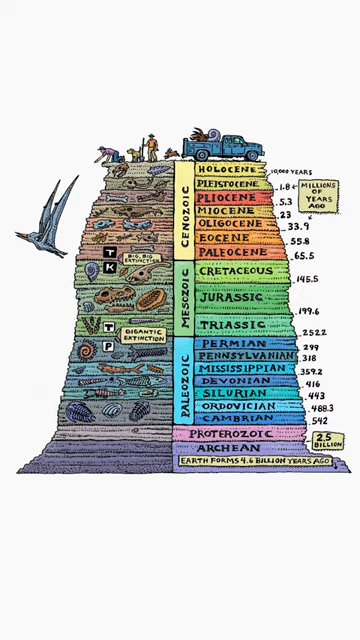 HOLOCENE
10,000 YEARS
PLEISTOCENE
1.8
MILLIONS OF YEARS AGO
PLIOCENE
5.3
MIOCENE
23
OLIGOCENE
33.9
EOCENE
55.8
PALEOCENE
65.5
CENOZOIC
T
K
BIG, BIG EXTINCTION
CRETACEOUS
145.5
JURASSIC
199.6
TRIASSIC
252.2
MESOZOIC
T
P
GIGANTIC EXTINCTION
PERMIAN
299
PENNSYLVANIAN
318
MISSISSIPPIAN
359.2
DEVONIAN
416
SILURIAN
443
ORDOVICIAN
488.3
CAMBRIAN
542
PALEOZOIC
PROTEROZOIC
2.5 BILLION
ARCHEAN
EARTH FORMS 4.6 BILLION YEARS AGO